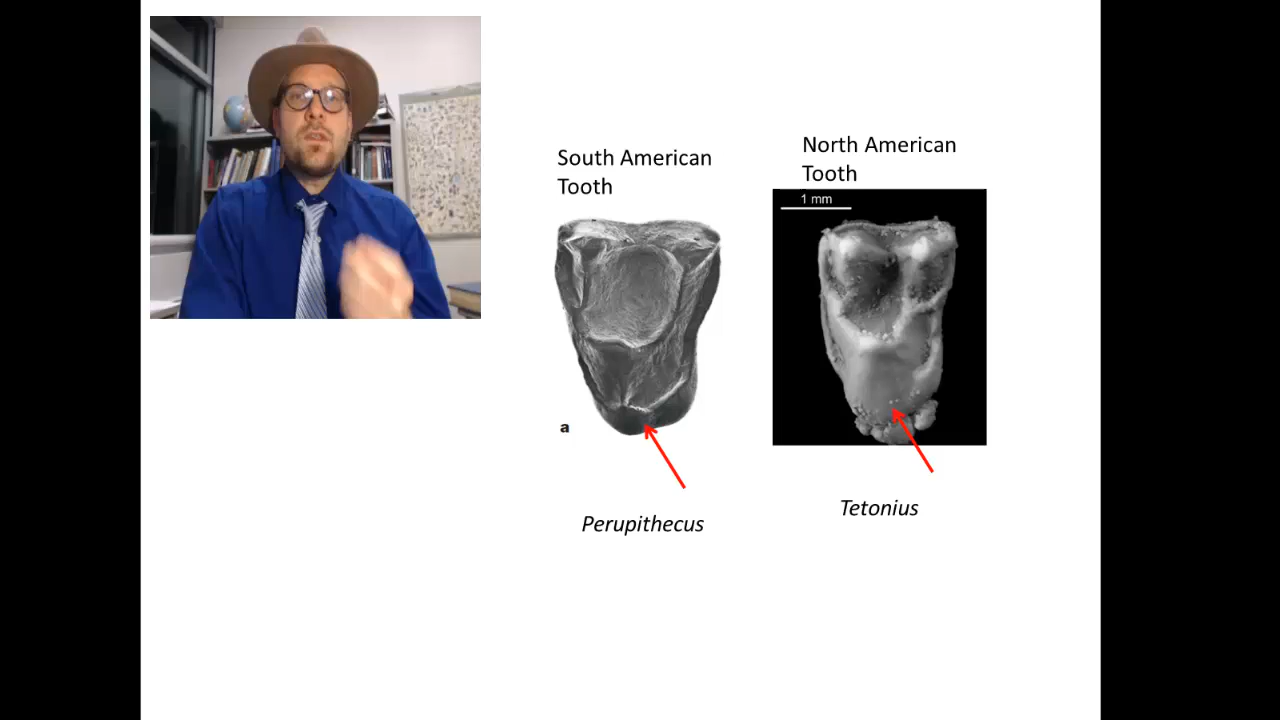 South American
Tooth
North American
Tooth
1 mm
a
Perupithecus
Tetonius